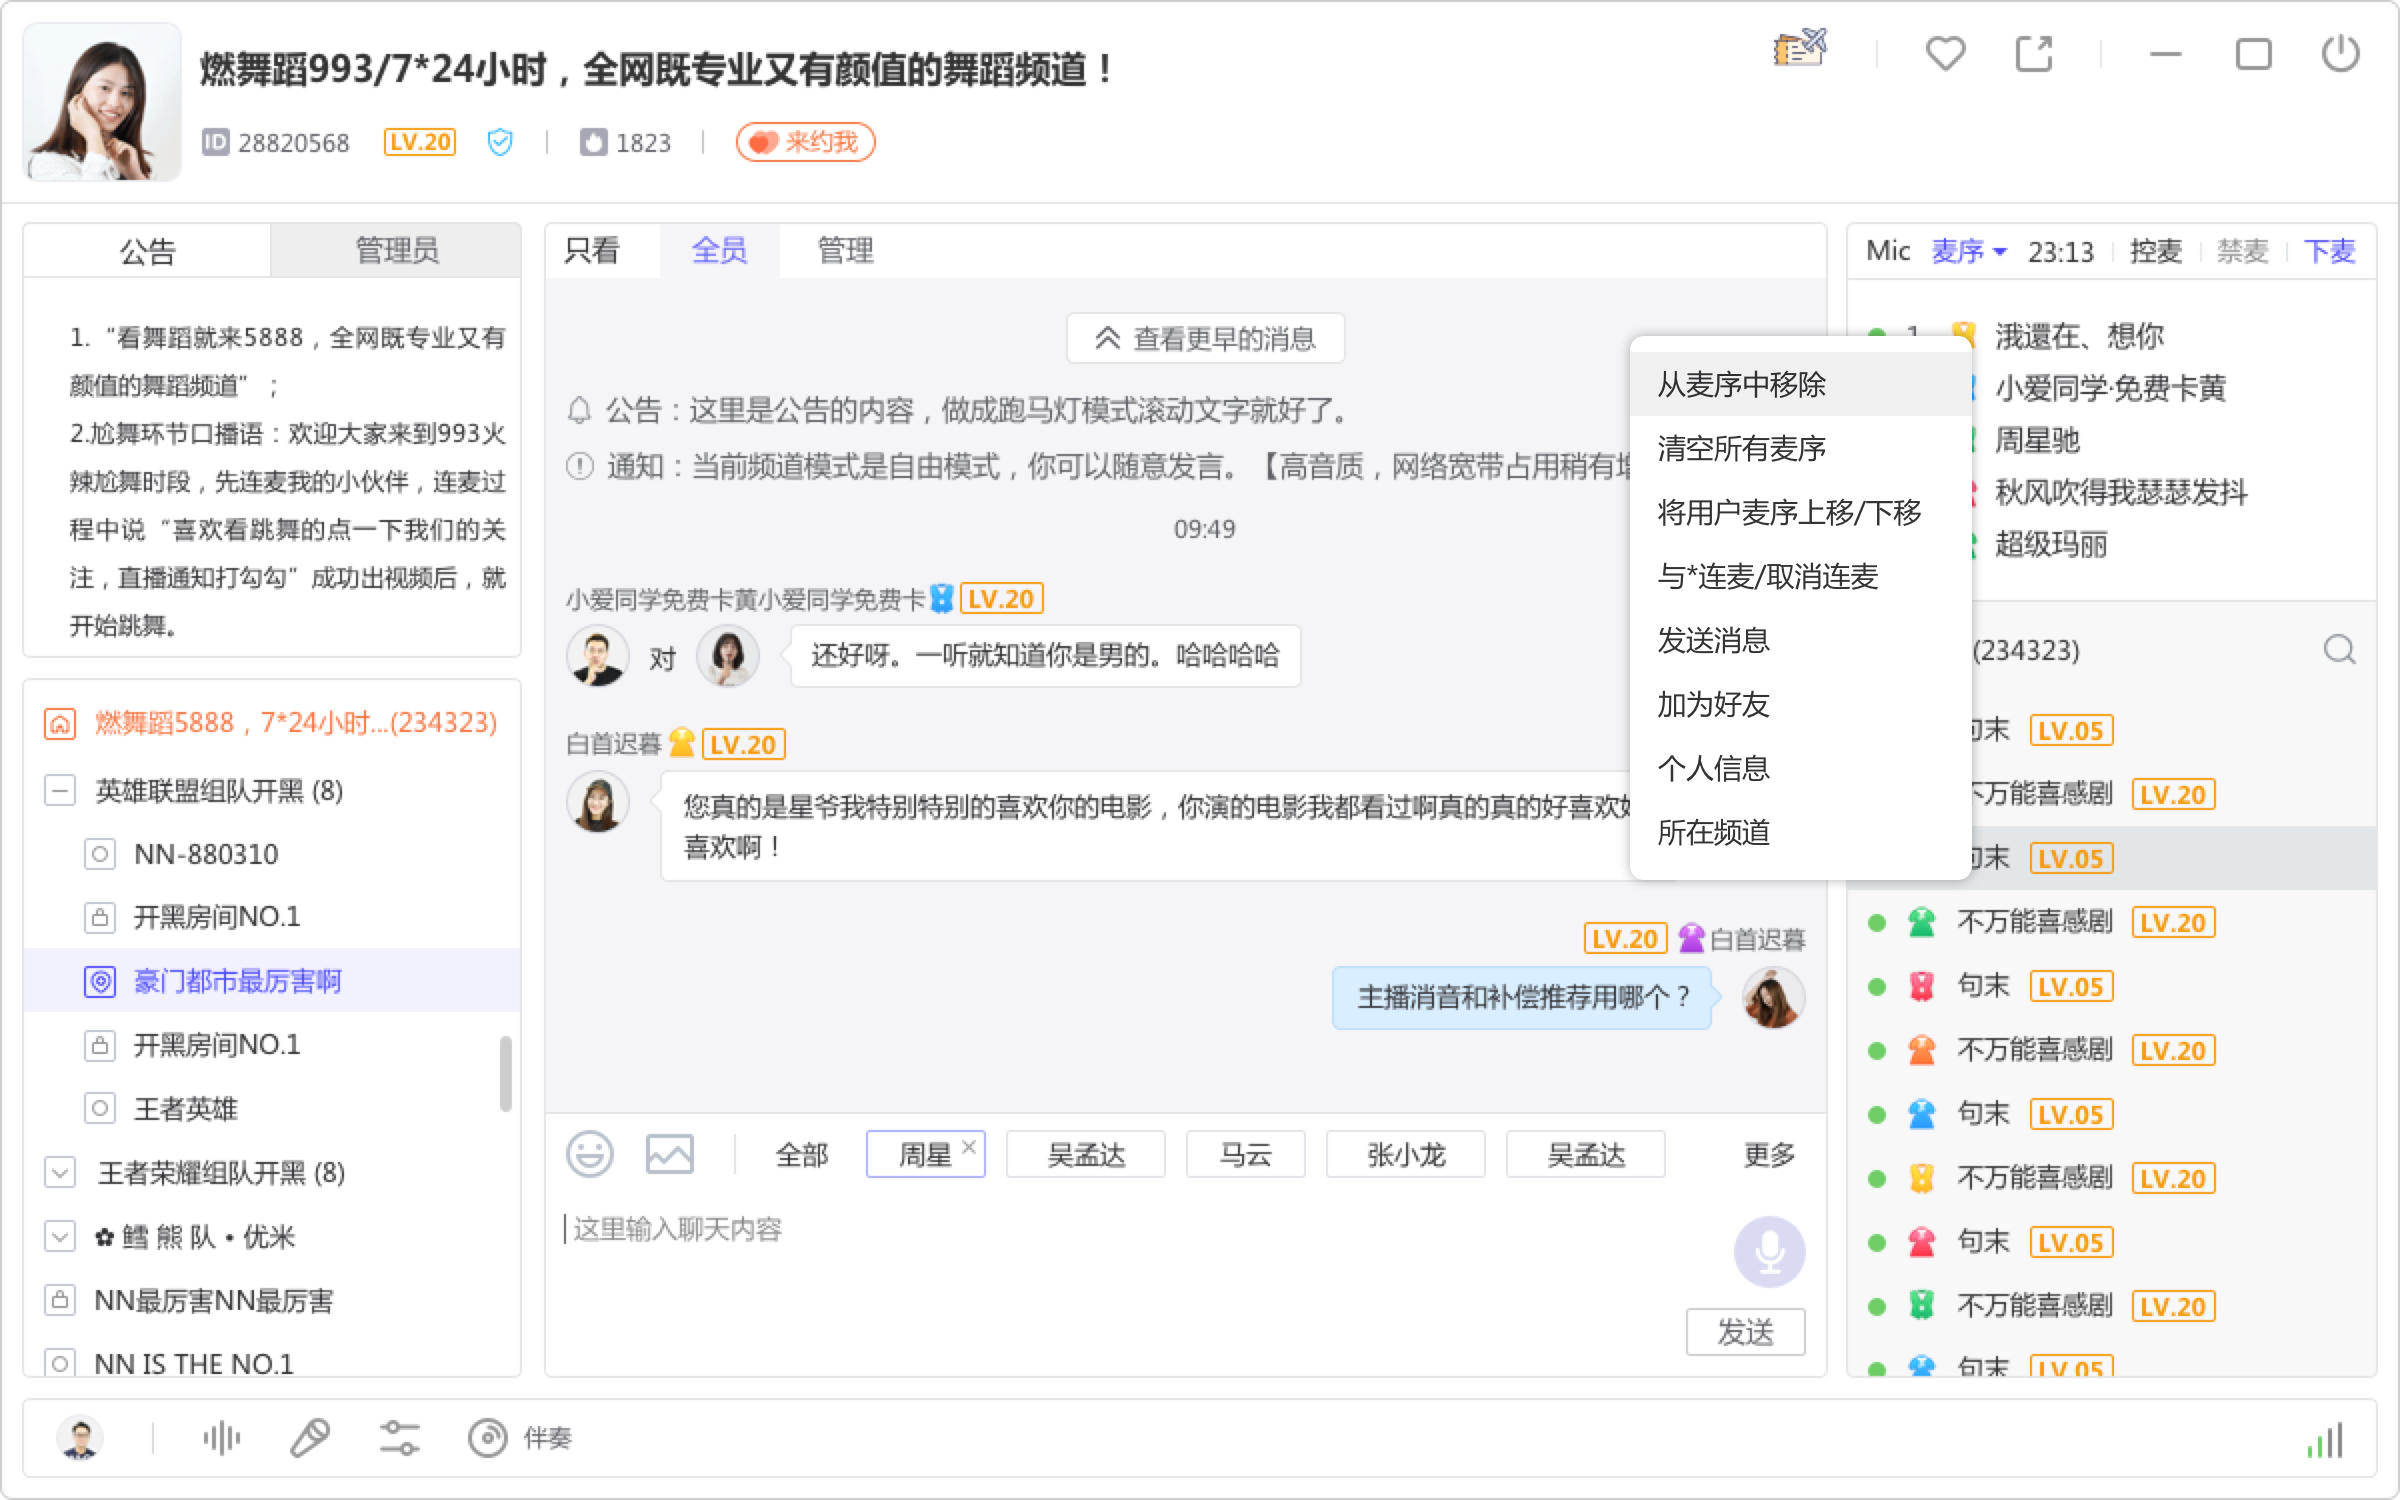 燃舞蹈993/7*24小时，全网既专业又有颜值的舞蹈频道！
ID 28820568 LV.20 1823 来约我
公告 管理员
1.“看舞蹈就来5888，全网既专业又有
颜值的舞蹈频道”；
2.尬舞环节口播语：欢迎大家来到993火
辣尬舞时段，先连麦我的小伙伴，连麦过
程中说“喜欢看跳舞的点一下我们的关
注，直播通知打勾勾”成功出视频后，就
开始跳舞。
燃舞蹈5888，7*24小时...(234323)
英雄联盟组队开黑 (8)
NN-880310
开黑房间NO.1
豪门都市最厉害啊
开黑房间NO.1
王者英雄
王者荣耀组队开黑 (8)
✿ 鳕 熊 队 • 优米
NN最厉害NN最厉害
NN IS THE NO.1
只看 全员 管理
查看更早的消息
公告：这里是公告的内容，做成跑马灯模式滚动文字就好了。
通知：当前频道模式是自由模式，你可以随意发言。【高音质，网络宽带占用稍有
09:49
小爱同学免费卡黄小爱同学免费卡 LV.20
对 还好呀。一听就知道你是男的。哈哈哈哈
白首迟暮 LV.20
您真的是星爷我特别特别的喜欢你的电影，你演的电影我都看过啊真的真的好喜欢
喜欢啊！
LV.20 白首迟暮
主播消音和补偿推荐用哪个？
全部 周星 × 吴孟达 马云 张小龙 吴孟达 更多
这里输入聊天内容
发送
Mic 麦序 23:13 控麦 禁麦 下麦
1 涐還在、想你
小爱同学·免费卡黄
周星驰
秋风吹得我瑟瑟发抖
超级玛丽
从麦序中移除
清空所有麦序
将用户麦序上移/下移
与*连麦/取消连麦
发送消息
加为好友
个人信息
所在频道
(234323)
句末 LV.05
不万能喜感剧 LV.20
句末 LV.05
不万能喜感剧 LV.20
句末 LV.05
不万能喜感剧 LV.20
句末 LV.05
不万能喜感剧 LV.20
句末 LV.05
不万能喜感剧 LV.20
句末 LV.05
伴奏